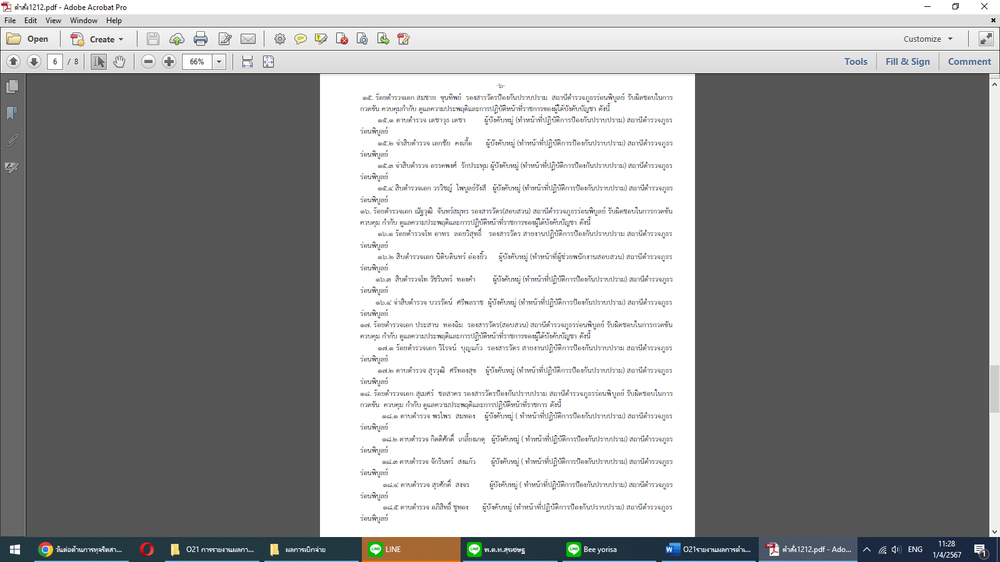 คำสั่ง1212.pdf - Adobe Acrobat Pro
File Edit View Window Help
Open Create Customize
6 / 8 66% Tools Fill & Sign Comment
-๖-
๑๕. ร้อยตำรวจเอก สมชาย ขุนทิพย์ รองสารวัตรป้องกันปราบปราม สถานีตำรวจภูธรร่อนพิบูลย์ รับผิดชอบในการ
กวดขัน ควบคุมกำกับ ดูแลความประพฤติและการปฏิบัติหน้าที่ราชการของผู้ใต้บังคับบัญชา ดังนี้
๑๕.๑ ดาบตำรวจ เดชาวุธ เดชา ผู้บังคับหมู่ (ทำหน้าที่ปฏิบัติการป้องกันปราบปราม) สถานีตำรวจภูธร
ร่อนพิบูลย์
๑๕.๒ จ่าสิบตำรวจ เอกชัย คงเกื้อ ผู้บังคับหมู่ (ทำหน้าที่ปฏิบัติการป้องกันปราบปราม) สถานีตำรวจภูธร
ร่อนพิบูลย์
๑๕.๓ จ่าสิบตำรวจ อรรคพงศ์ รักประทุม ผู้บังคับหมู่ (ทำหน้าที่ปฏิบัติการป้องกันปราบปราม) สถานีตำรวจภูธร
ร่อนพิบูลย์
๑๕.๔ สิบตำรวจเอก วรวิชญ์ ไพบูลย์รังสี ผู้บังคับหมู่ (ทำหน้าที่ปฏิบัติการป้องกันปราบปราม) สถานีตำรวจภูธร
ร่อนพิบูลย์
๑๖. ร้อยตำรวจเอก ณัฐวุฒิ จันทร์สมุทร รองสารวัตร(สอบสวน) สถานีตำรวจภูธรร่อนพิบูลย์ รับผิดชอบในการกวดขัน
ควบคุม กำกับ ดูแลความประพฤติและการปฏิบัติหน้าที่ราชการของผู้ใต้บังคับบัญชา ดังนี้
๑๖.๑ ร้อยตำรวจโท อาทร ลอยวิสุทธิ์ รองสารวัตร สายงานปฏิบัติการป้องกันปราบปราม สถานีตำรวจภูธร
ร่อนพิบูลย์
๑๖.๒ สิบตำรวจเอก นิติบดินทร์ อ่องยิ้ว ผู้บังคับหมู่ (ทำหน้าที่ผู้ช่วยพนักงานสอบสวน) สถานีตำรวจภูธร
ร่อนพิบูลย์
๑๖.๓ สิบตำรวจโท วัชรินทร์ ทองคำ ผู้บังคับหมู่ (ทำหน้าที่ปฏิบัติการป้องกันปราบปราม) สถานีตำรวจภูธร
ร่อนพิบูลย์
๑๖.๔ จ่าสิบตำรวจ บวรรัตน์ ศรีพลราช ผู้บังคับหมู่ (ทำหน้าที่ปฏิบัติการป้องกันปราบปราม) สถานีตำรวจภูธร
ร่อนพิบูลย์
๑๗. ร้อยตำรวจเอก ประสาน ทองฉิม รองสารวัตร(สอบสวน) สถานีตำรวจภูธรร่อนพิบูลย์ รับผิดชอบในการกวดขัน
ควบคุม กำกับ ดูแลความประพฤติและการปฏิบัติหน้าที่ราชการของผู้ใต้บังคับบัญชา ดังนี้
๑๗.๑ ร้อยตำรวจเอก วิโรจน์ บุญแก้ว รองสารวัตร สายงานปฏิบัติการป้องกันปราบปราม สถานีตำรวจภูธร
ร่อนพิบูลย์
๑๗.๒ ดาบตำรวจ สุรวุฒิ ศรีทองสุข ผู้บังคับหมู่ (ทำหน้าที่ปฏิบัติการป้องกันปราบปราม) สถานีตำรวจภูธร
ร่อนพิบูลย์
๑๘. ร้อยตำรวจเอก สุเมศร์ ชลสาคร รองสารวัตรป้องกันปราบปราม สถานีตำรวจภูธรร่อนพิบูลย์ รับผิดชอบในการ
กวดขัน ควบคุม กำกับ ดูแลความประพฤติและการปฏิบัติหน้าที่ราชการ ดังนี้
๑๘.๑ ดาบตำรวจ พรไพร สมทอง ผู้บังคับหมู่ ( ทำหน้าที่ปฏิบัติการป้องกันปราบปราม) สถานีตำรวจภูธร
ร่อนพิบูลย์
๑๘.๒ ดาบตำรวจ กิตติศักดิ์ เกลี้ยงเกตุ ผู้บังคับหมู่ ( ทำหน้าที่ปฏิบัติการป้องกันปราบปราม) สถานีตำรวจภูธร
ร่อนพิบูลย์
๑๘.๓ ดาบตำรวจ จักรินทร์ สงแก้ว ผู้บังคับหมู่ ( ทำหน้าที่ปฏิบัติการป้องกันปราบปราม) สถานีตำรวจภูธร
ร่อนพิบูลย์
๑๘.๔ ดาบตำรวจ สุรศักดิ์ สงจร ผู้บังคับหมู่ ( ทำหน้าที่ปฏิบัติการป้องกันปราบปราม) สถานีตำรวจภูธร
ร่อนพิบูลย์
๑๘.๕ ดาบตำรวจ อภิสิทธิ์ ชูทอง ผู้บังคับหมู่ (ทำหน้าที่ปฏิบัติการป้องกันปราบปราม) สถานีตำรวจภูธร
ร่อนพิบูลย์
วันต่อต้านการทุจริตสา... O21 การรายงานผลกา... ผลการเบิกจ่าย LINE พ.ต.ท.สุรเชษฐ Bee yorisa O21รายงานผลการดำเ... คำสั่ง1212.pdf - Ado... ENG 11:28
1/4/2567 1